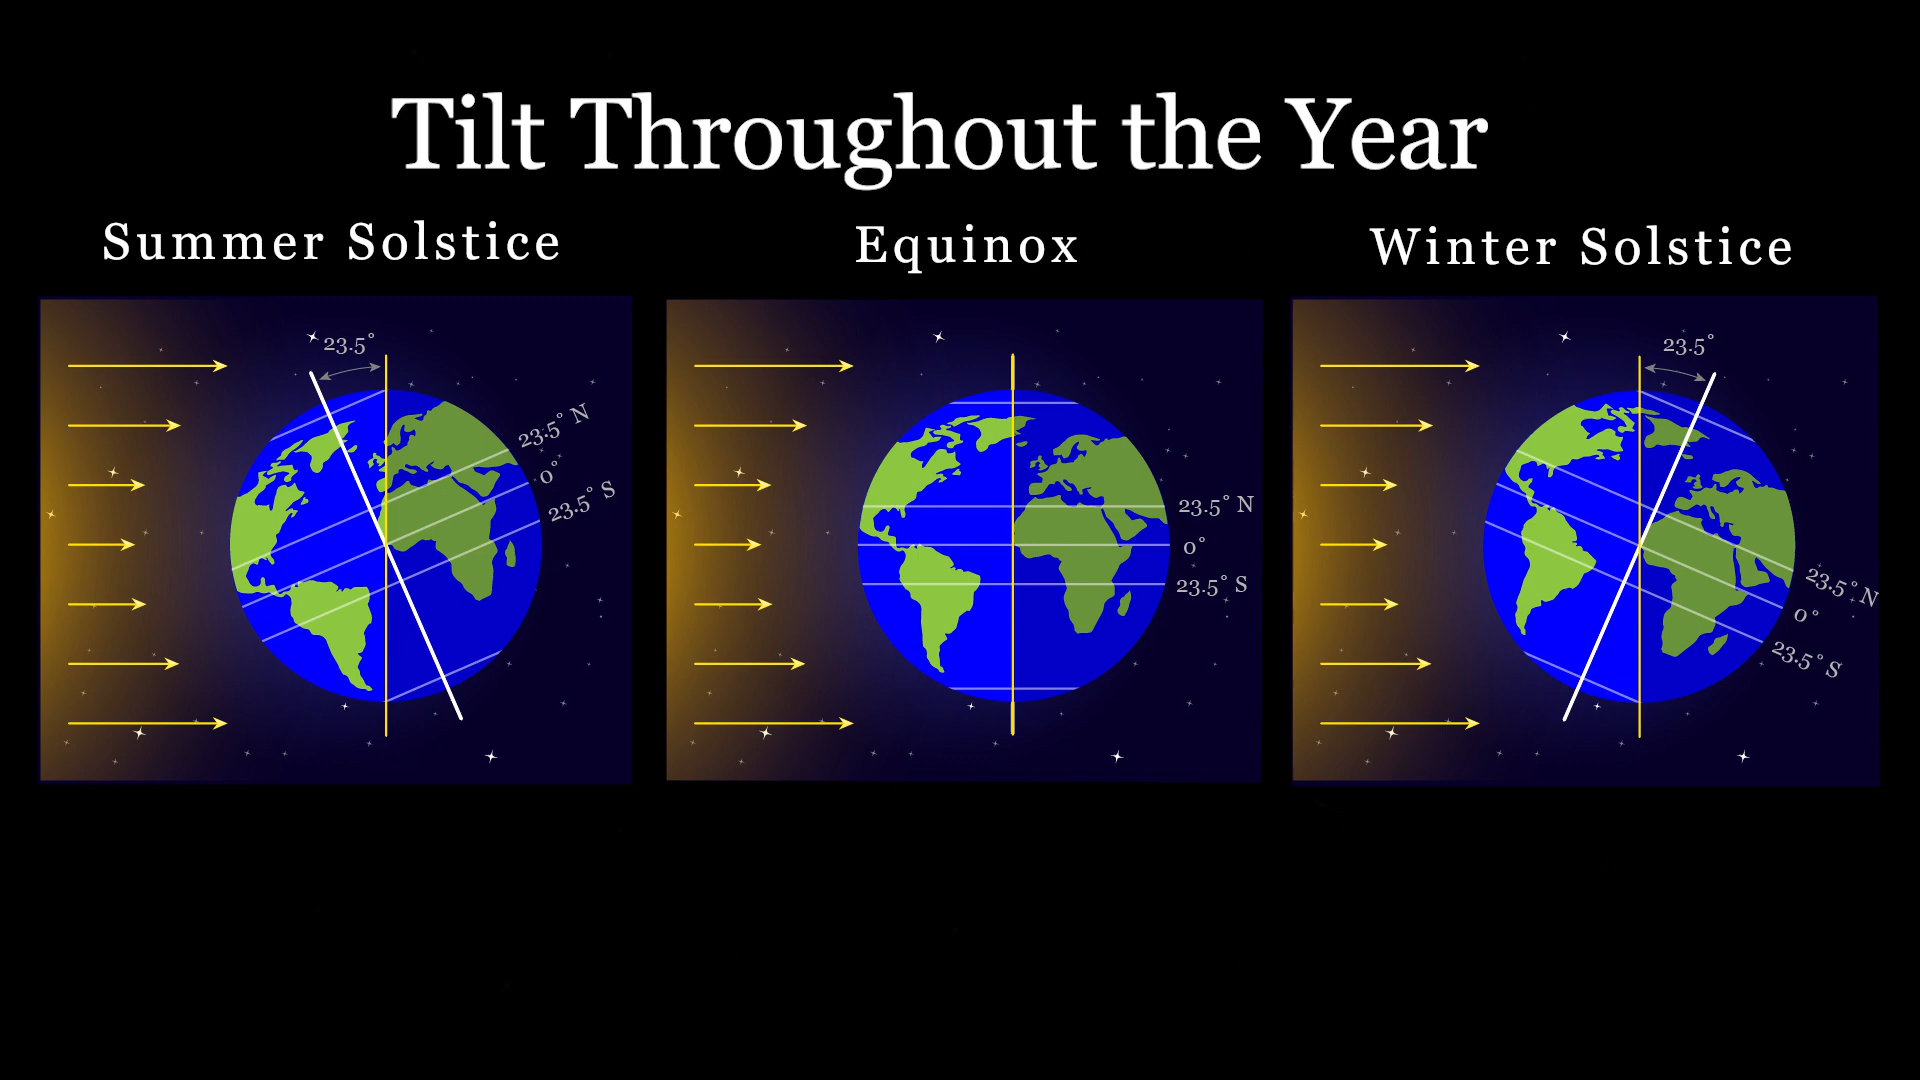 Tilt Throughout the Year
Summer Solstice
Equinox
Winter Solstice
23.5°
23.5° N
0°
23.5° S
23.5° N
0°
23.5° S
23.5°
23.5° N
0°
23.5° S